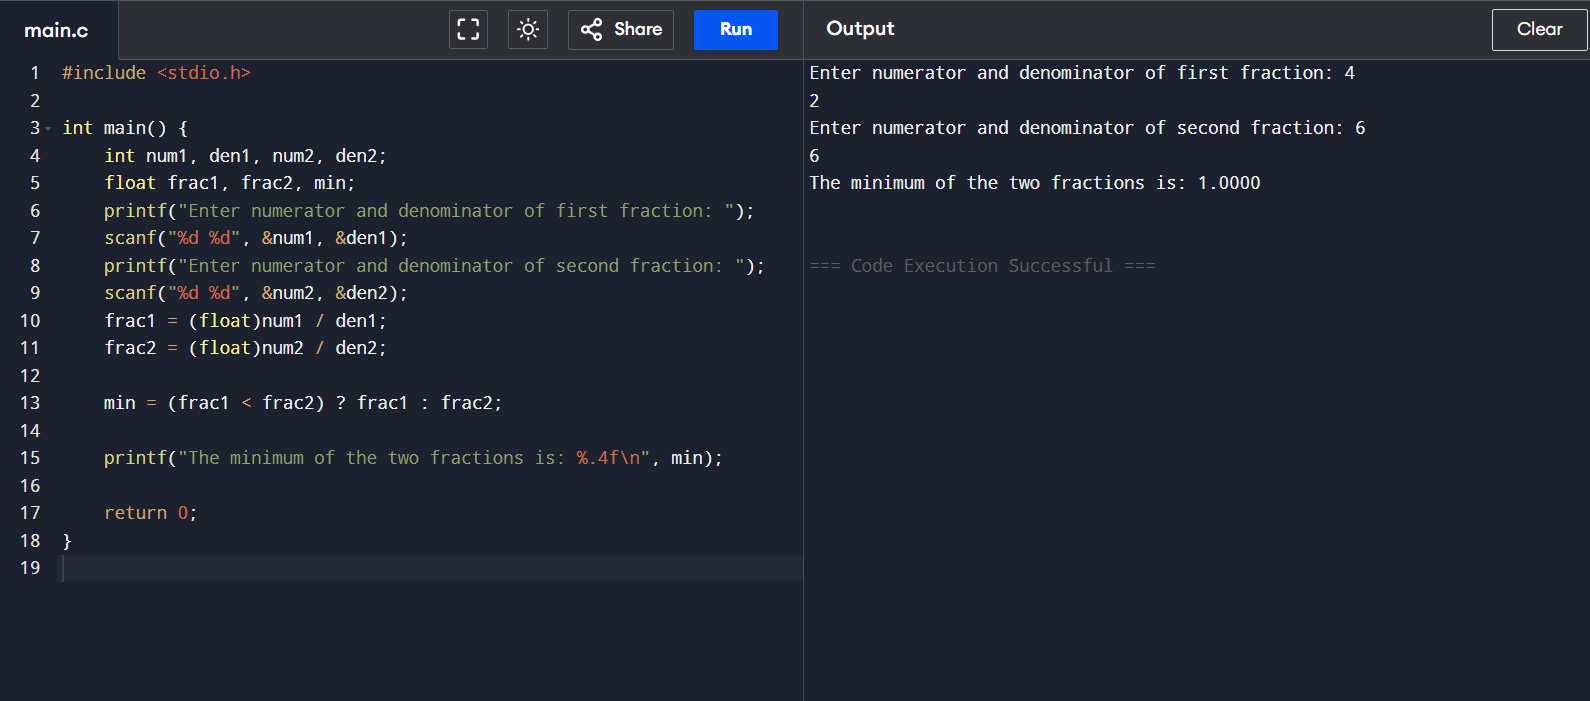 main.c
Share
Run
Output
Clear
1 #include <stdio.h>
2
3 int main() {
4     int num1, den1, num2, den2;
5     float frac1, frac2, min;
6     printf("Enter numerator and denominator of first fraction: ");
7     scanf("%d %d", &num1, &den1);
8     printf("Enter numerator and denominator of second fraction: ");
9     scanf("%d %d", &num2, &den2);
10     frac1 = (float)num1 / den1;
11     frac2 = (float)num2 / den2;
12
13     min = (frac1 < frac2) ? frac1 : frac2;
14
15     printf("The minimum of the two fractions is: %.4f\n", min);
16
17     return 0;
18 }
19
Enter numerator and denominator of first fraction: 4
2
Enter numerator and denominator of second fraction: 6
6
The minimum of the two fractions is: 1.0000
=== Code Execution Successful ===